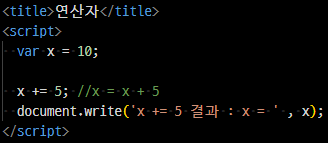 <title>연산자</title>
<script>
var x = 10;
x += 5; //x = x + 5
document.write('x += 5 결과 : x = ' , x);
</script>